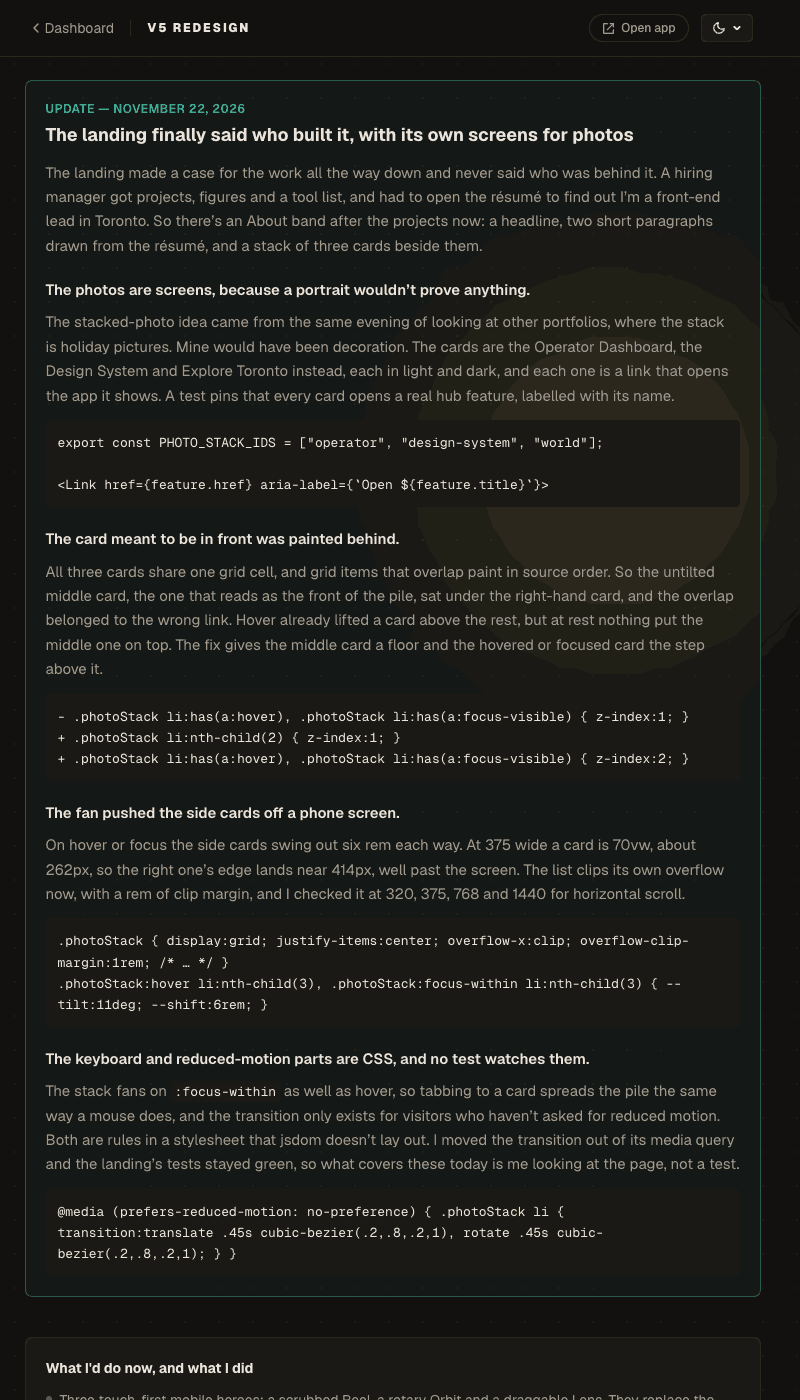 Dashboard
V5 REDESIGN
Open app
UPDATE — NOVEMBER 22, 2026
The landing finally said who built it, with its own screens for photos
The landing made a case for the work all the way down and never said who was behind it. A hiring
manager got projects, figures and a tool list, and had to open the résumé to find out I’m a front-end
lead in Toronto. So there’s an About band after the projects now: a headline, two short paragraphs
drawn from the résumé, and a stack of three cards beside them.
The photos are screens, because a portrait wouldn’t prove anything.
The stacked-photo idea came from the same evening of looking at other portfolios, where the stack
is holiday pictures. Mine would have been decoration. The cards are the Operator Dashboard, the
Design System and Explore Toronto instead, each in light and dark, and each one is a link that opens
the app it shows. A test pins that every card opens a real hub feature, labelled with its name.
export const PHOTO_STACK_IDS = ["operator", "design-system", "world"];
<Link href={feature.href} aria-label={`Open ${feature.title}`}>
The card meant to be in front was painted behind.
All three cards share one grid cell, and grid items that overlap paint in source order. So the untilted
middle card, the one that reads as the front of the pile, sat under the right-hand card, and the overlap
belonged to the wrong link. Hover already lifted a card above the rest, but at rest nothing put the
middle one on top. The fix gives the middle card a floor and the hovered or focused card the step
above it.
- .photoStack li:has(a:hover), .photoStack li:has(a:focus-visible) { z-index:1; }
+ .photoStack li:nth-child(2) { z-index:1; }
+ .photoStack li:has(a:hover), .photoStack li:has(a:focus-visible) { z-index:2; }
The fan pushed the side cards off a phone screen.
On hover or focus the side cards swing out six rem each way. At 375 wide a card is 70vw, about
262px, so the right one’s edge lands near 414px, well past the screen. The list clips its own overflow
now, with a rem of clip margin, and I checked it at 320, 375, 768 and 1440 for horizontal scroll.
.photoStack { display:grid; justify-items:center; overflow-x:clip; overflow-clip-
margin:1rem; /* … */ }
.photoStack:hover li:nth-child(3), .photoStack:focus-within li:nth-child(3) { --
tilt:11deg; --shift:6rem; }
The keyboard and reduced-motion parts are CSS, and no test watches them.
The stack fans on :focus-within as well as hover, so tabbing to a card spreads the pile the same
way a mouse does, and the transition only exists for visitors who haven’t asked for reduced motion.
Both are rules in a stylesheet that jsdom doesn’t lay out. I moved the transition out of its media query
and the landing’s tests stayed green, so what covers these today is me looking at the page, not a test.
@media (prefers-reduced-motion: no-preference) { .photoStack li {
transition:translate .45s cubic-bezier(.2,.8,.2,1), rotate .45s cubic-
bezier(.2,.8,.2,1); } }
What I'd do now, and what I did
Three touch-first mobile heroes: a scrubbed Reel, a rotary Orbit and a draggable Lens. They replace the